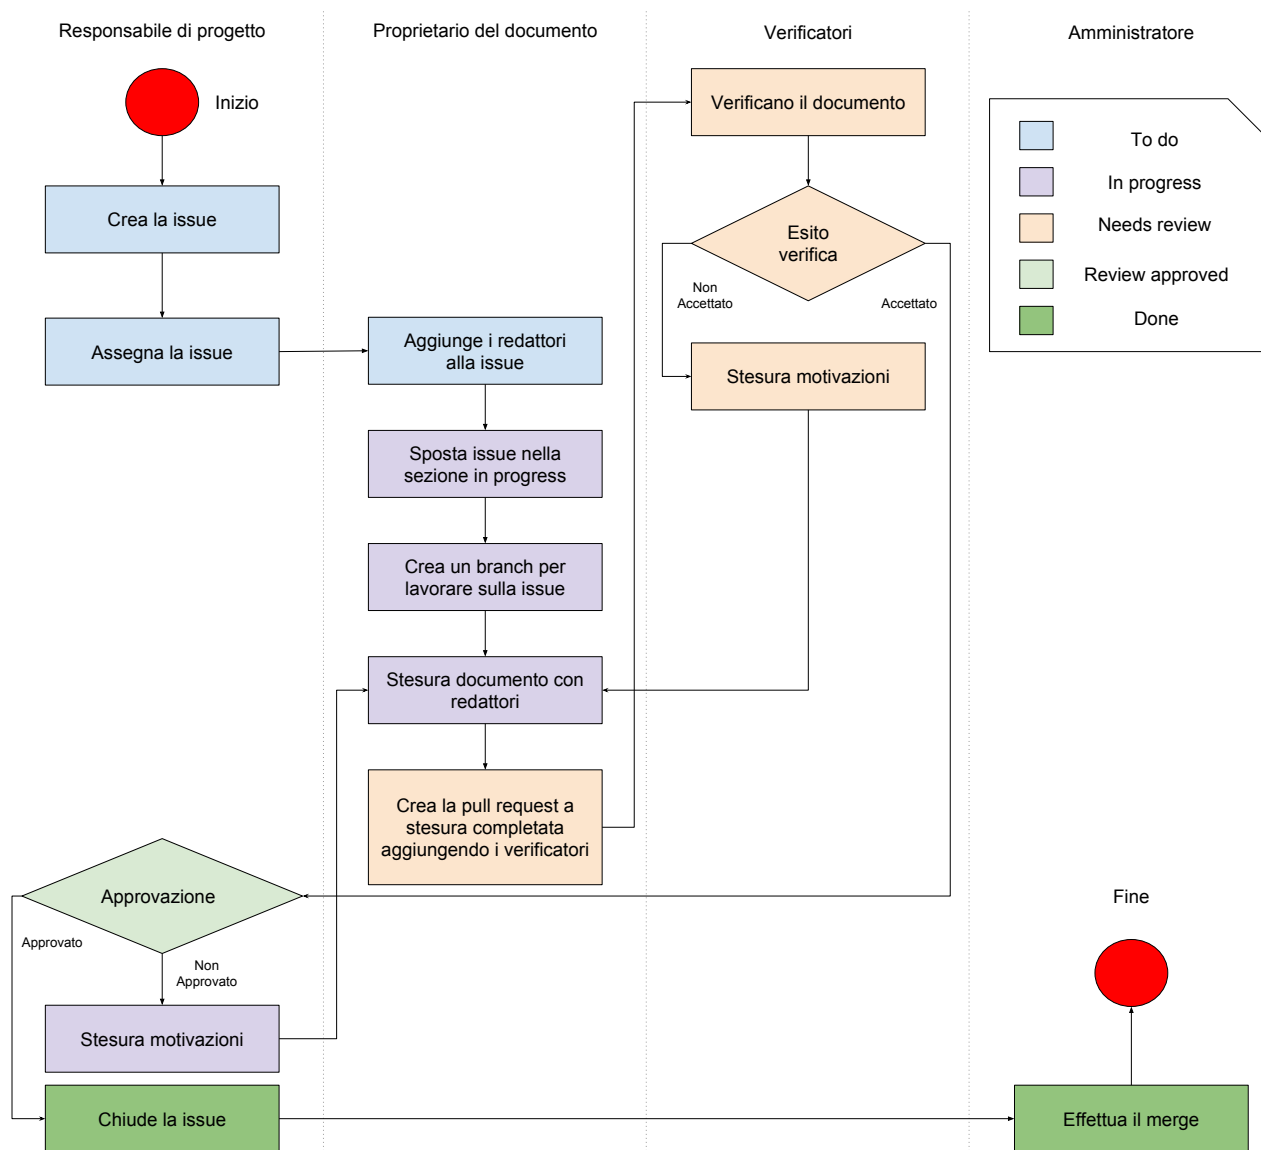 Responsabile di progetto
Proprietario del documento
Verificatori
Amministratore
Inizio
Crea la issue
Assegna la issue
Aggiunge i redattori
alla issue
Sposta issue nella
sezione in progress
Crea un branch per
lavorare sulla issue
Stesura documento con
redattori
Crea la pull request a
stesura completata
aggiungendo i verificatori
Verificano il documento
Esito
verifica
Non
Accettato
Accettato
Stesura motivazioni
To do
In progress
Needs review
Review approved
Done
Approvazione
Approvato
Non
Approvato
Stesura motivazioni
Chiude la issue
Effettua il merge
Fine